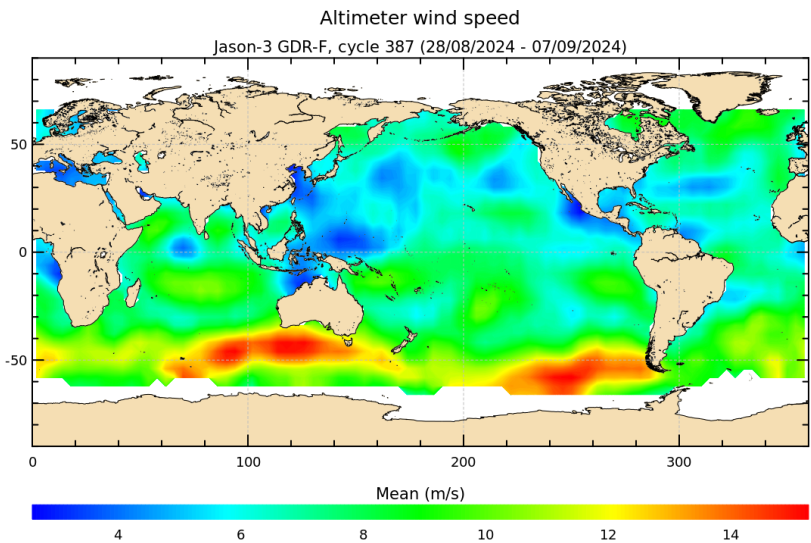 Altimeter wind speed
Jason-3 GDR-F, cycle 387 (28/08/2024 - 07/09/2024)
50
0
-50
0 100 200 300
Mean (m/s)
4 6 8 10 12 14